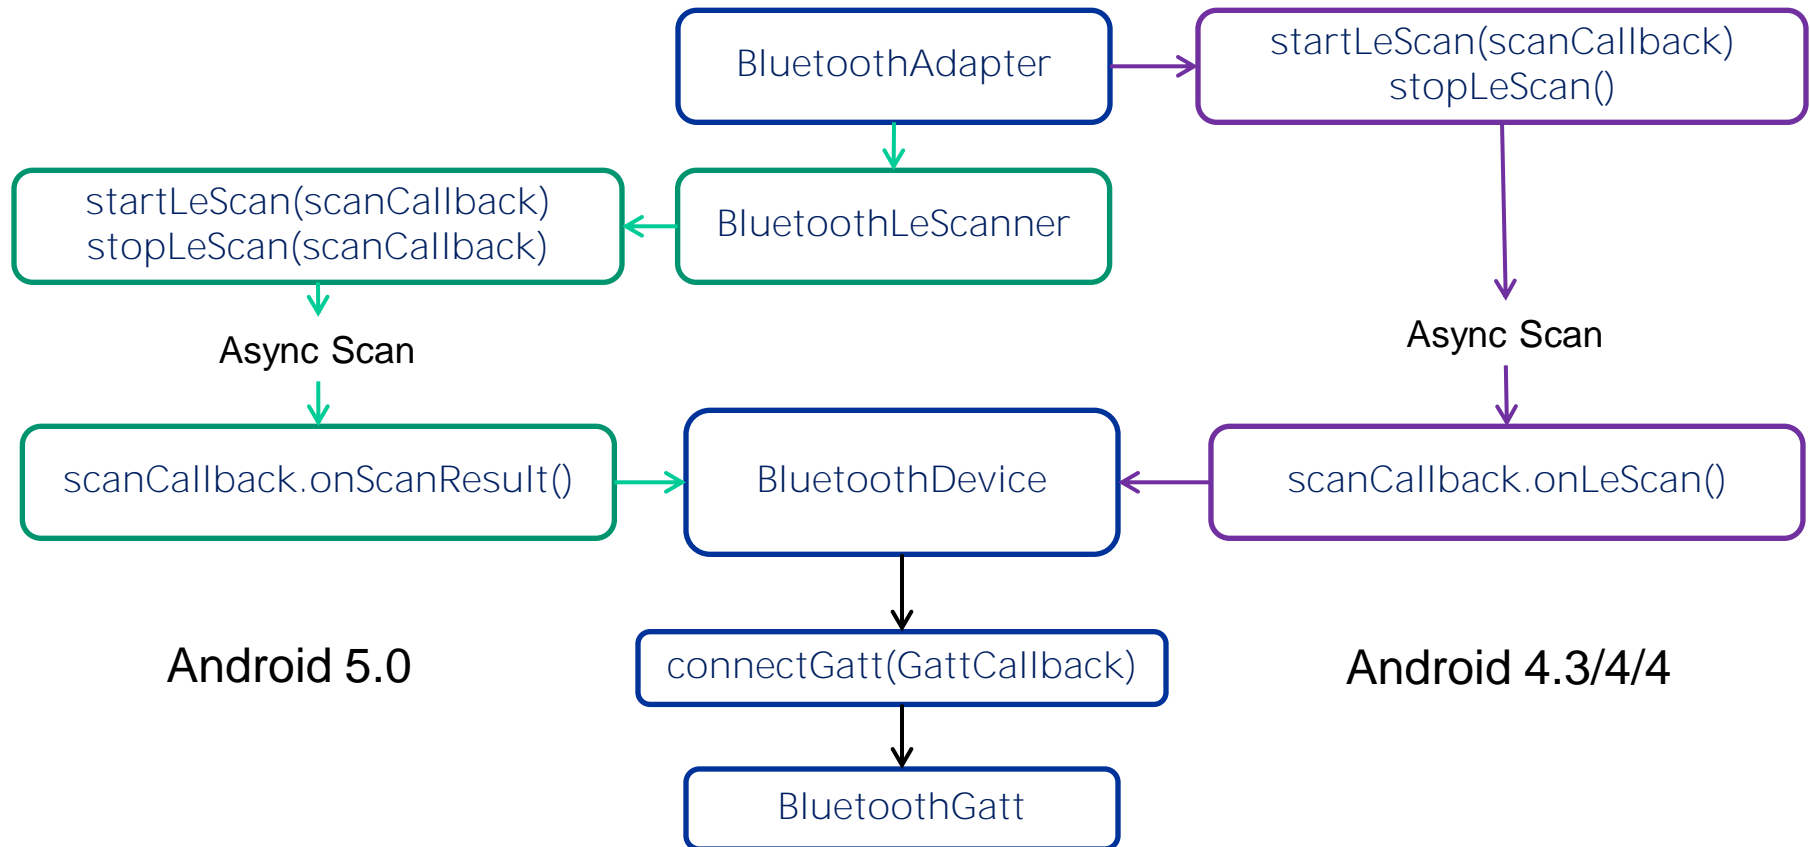 BluetoothAdapter
startLeScan(scanCallback)
stopLeScan()
startLeScan(scanCallback)
stopLeScan(scanCallback)
BluetoothLeScanner
Async Scan
Async Scan
scanCallback.onScanResult()
BluetoothDevice
scanCallback.onLeScan()
Android 5.0
connectGatt(GattCallback)
Android 4.3/4/4
BluetoothGatt